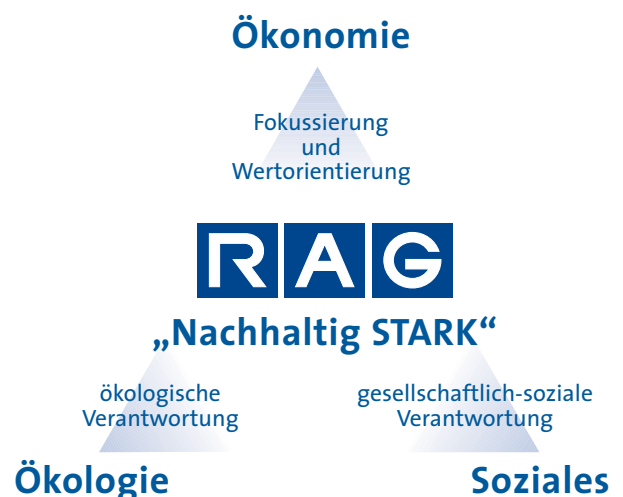 Ökonomie
Fokussierung
und
Wertorientierung
RAG
„Nachhaltig STARK“
ökologische
Verantwortung
gesellschaftlich-soziale
Verantwortung
Ökologie
Soziales